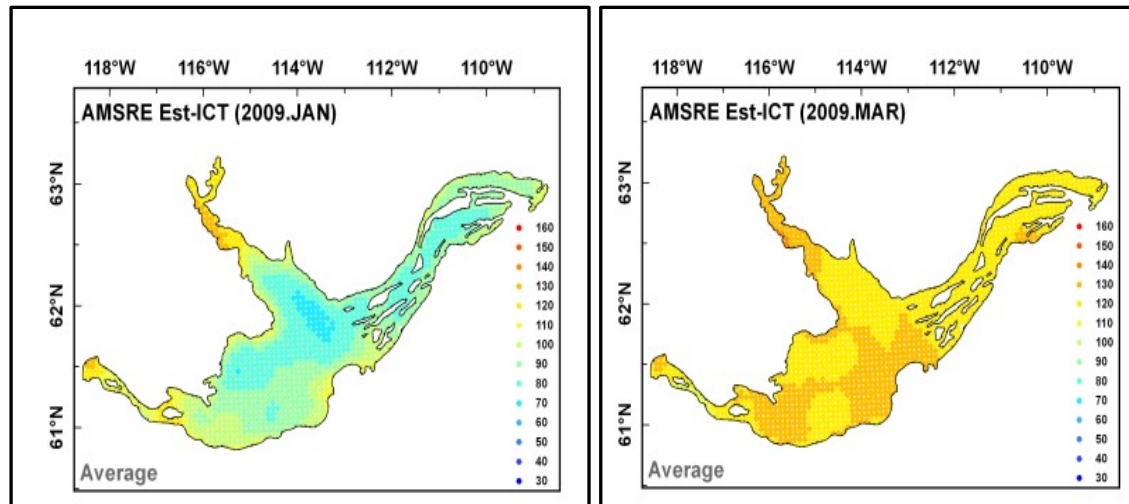 118°W 116°W 114°W 112°W 110°W
AMSRE Est-ICT (2009.JAN)
63°N
62°N
61°N
160
150
140
130
120
110
100
90
80
70
60
50
40
30
Average
118°W 116°W 114°W 112°W 110°W
AMSRE Est-ICT (2009.MAR)
63°N
62°N
61°N
160
150
140
130
120
110
100
90
80
70
60
50
40
30
Average